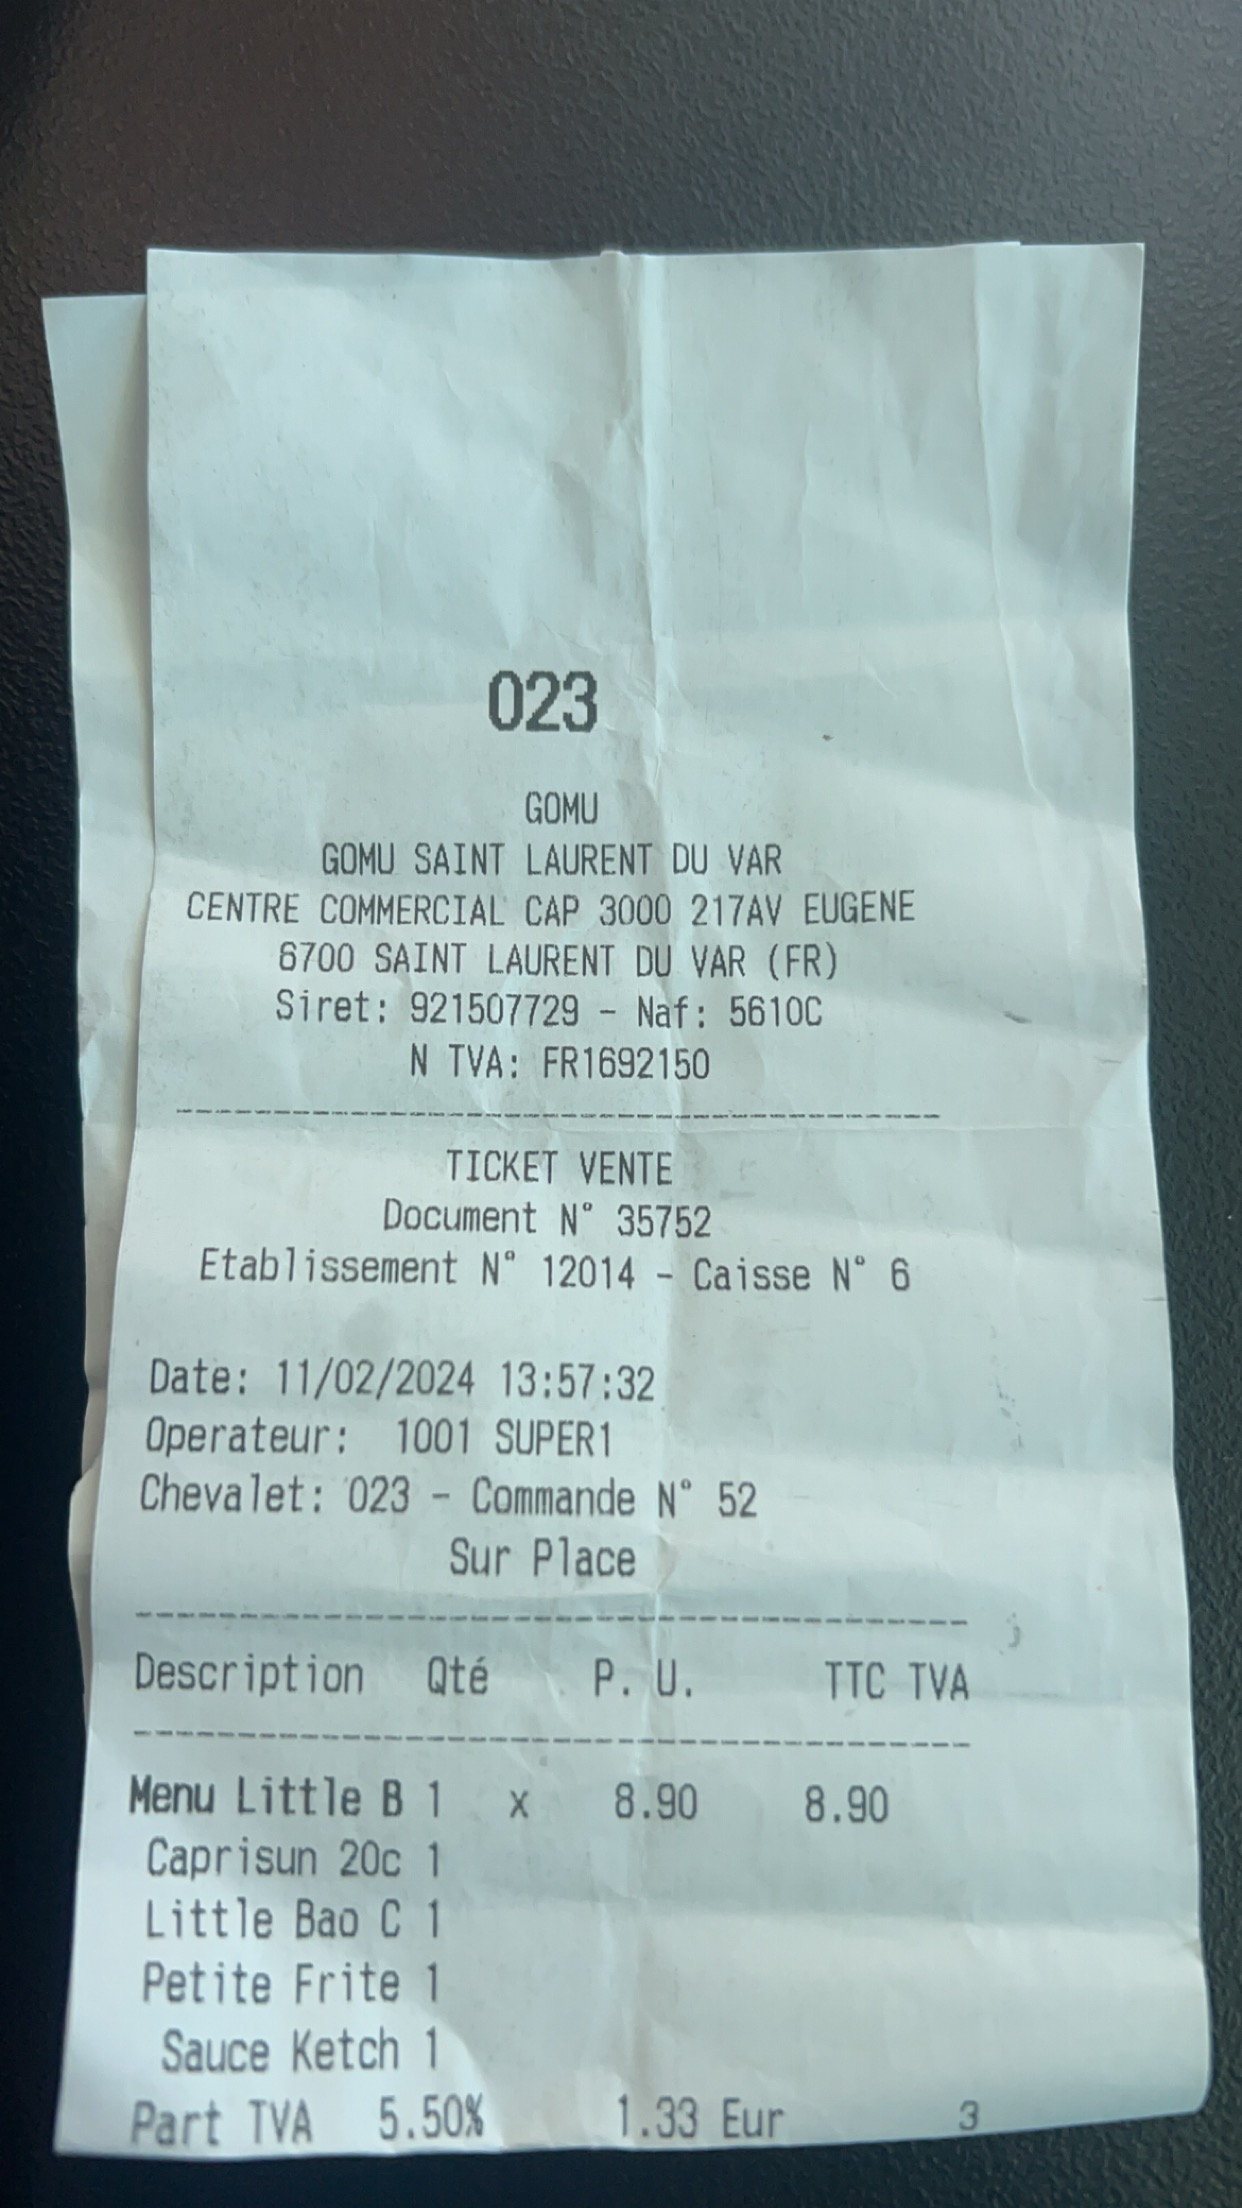 023
GOMU
GOMU SAINT LAURENT DU VAR
CENTRE COMMERCIAL CAP 3000 217AV EUGENE
6700 SAINT LAURENT DU VAR (FR)
Siret: 921507729 - Naf: 5610C
N TVA: FR1692150
TICKET VENTE
Document N° 35752
Etablissement N° 12014 - Caisse N° 6
Date: 11/02/2024 13:57:32
Operateur: 1001 SUPER1
Chevalet: 023 - Commande N° 52
Sur Place
Description Qté P. U. TTC TVA
Menu Little B 1 x 8.90 8.90
Caprisun 20c 1
Little Bao C 1
Petite Frite 1
Sauce Ketch 1
Part TVA 5.50% 1.33 Eur 3